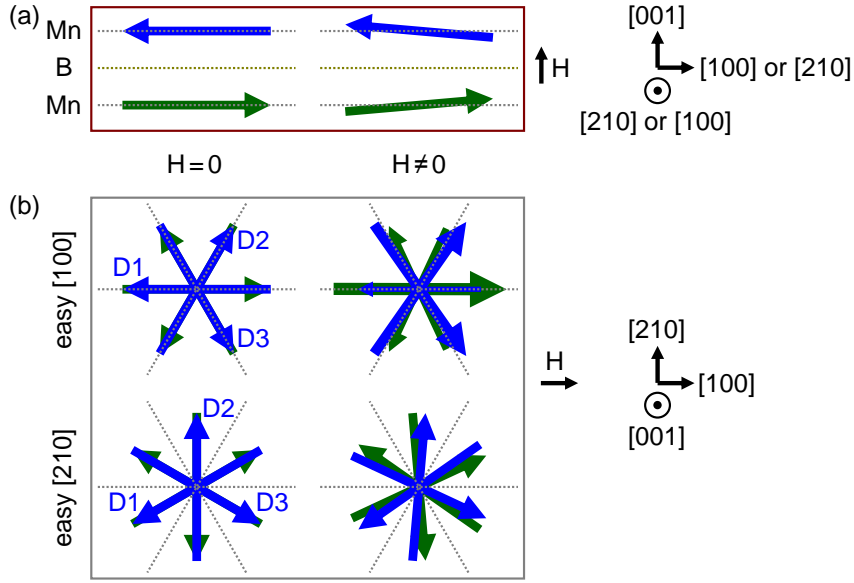 (a)
Mn
B
Mn
H
[001]
[100] or [210]
[210] or [100]
H = 0
H ≠ 0
(b)
easy [100]
D1
D2
D3
easy [210]
D2
D1
D3
H
[210]
[100]
[001]